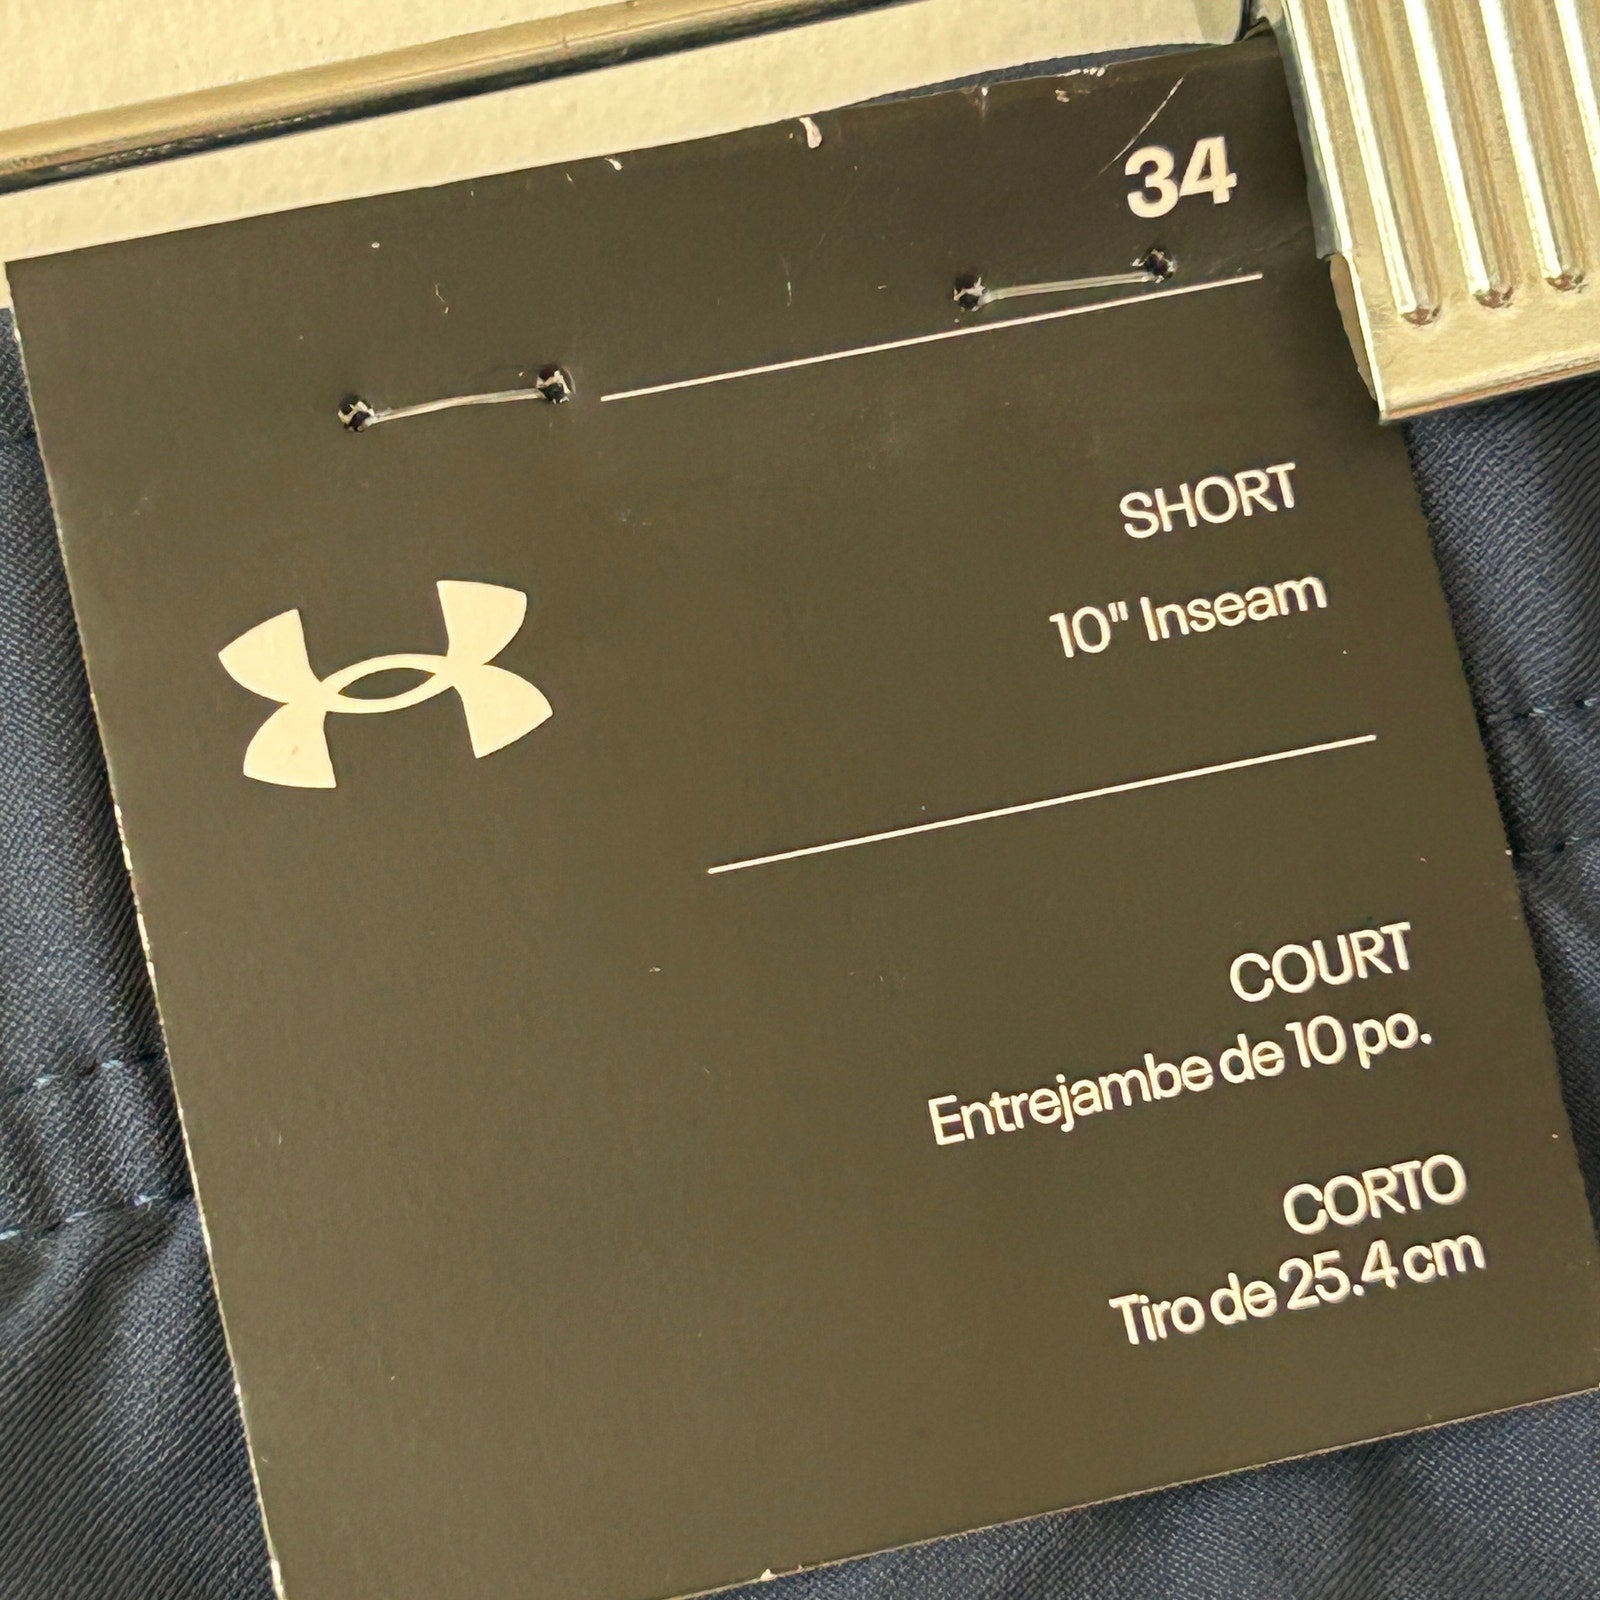 34
SHORT
10" Inseam
COURT
Entrejambe de 10 po.
CORTO
Tiro de 25.4 cm